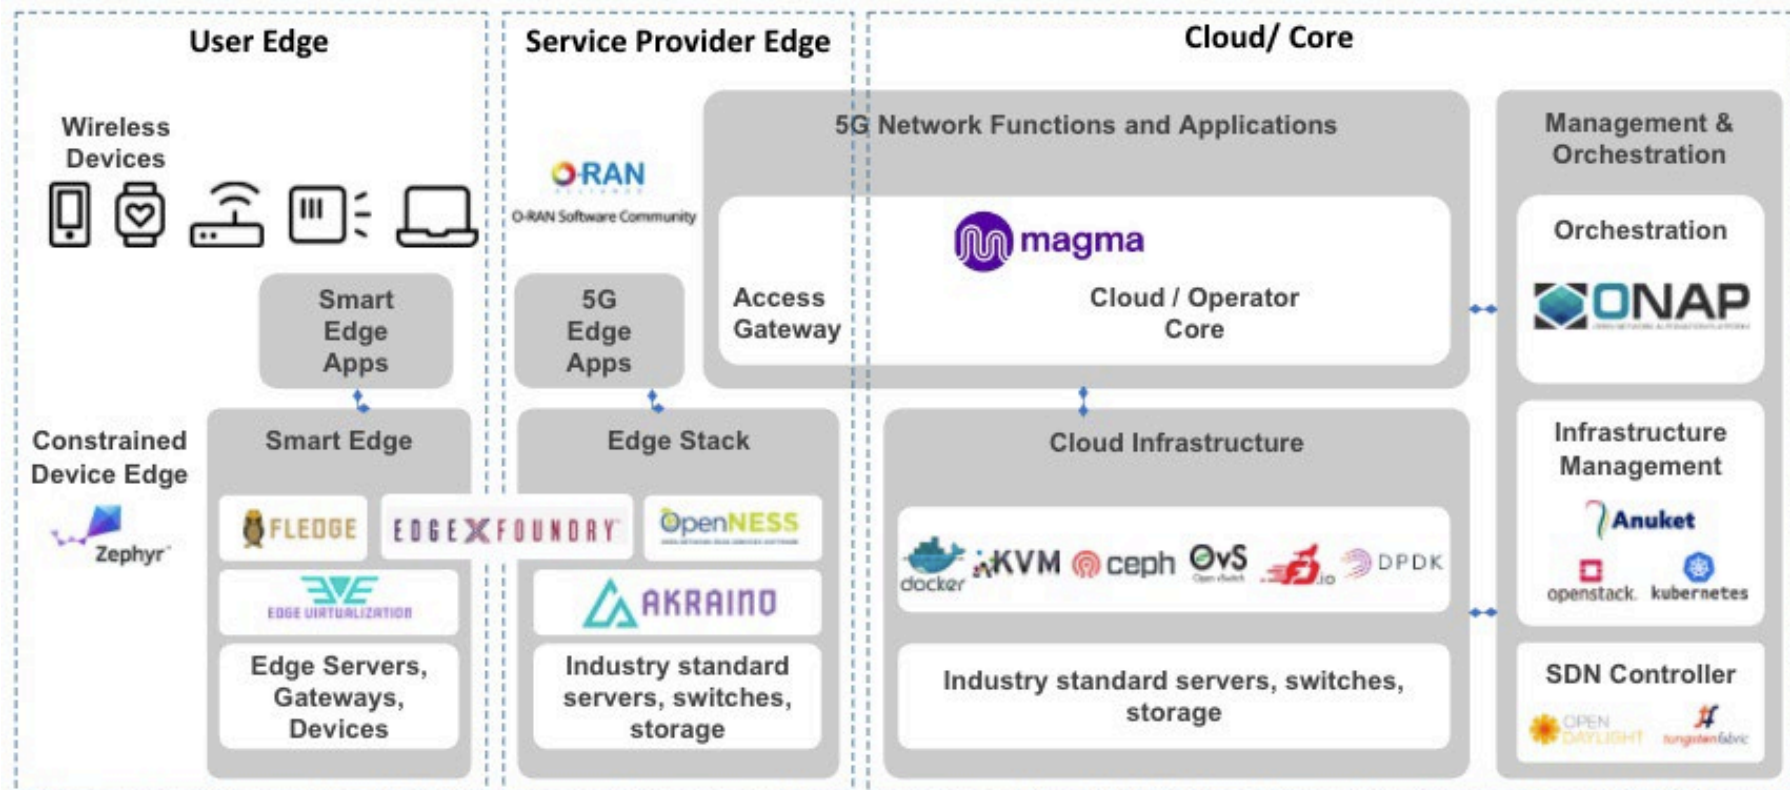 User Edge
Service Provider Edge
Cloud/ Core
Wireless
Devices
O-RAN
ALLIANCE
O-RAN Software Community
5G Network Functions and Applications
Management &
Orchestration
magma
Orchestration
ONAP
Smart
Edge
Apps
5G
Edge
Apps
Access
Gateway
Cloud / Operator
Core
Constrained
Device Edge
Zephyr
Smart Edge
Edge Stack
Cloud Infrastructure
Infrastructure
Management
FLEDGE
EDGE X FOUNDRY
OpenNESS
Anuket
docker
KVM
ceph
OvS
Open vSwitch
.io
DPDK
openstack.
kubernetes
EDGE VIRTUALIZATION
AKRAINO
Edge Servers,
Gateways,
Devices
Industry standard
servers, switches,
storage
Industry standard servers, switches,
storage
SDN Controller
OPEN
DAYLIGHT
tungstenfabric